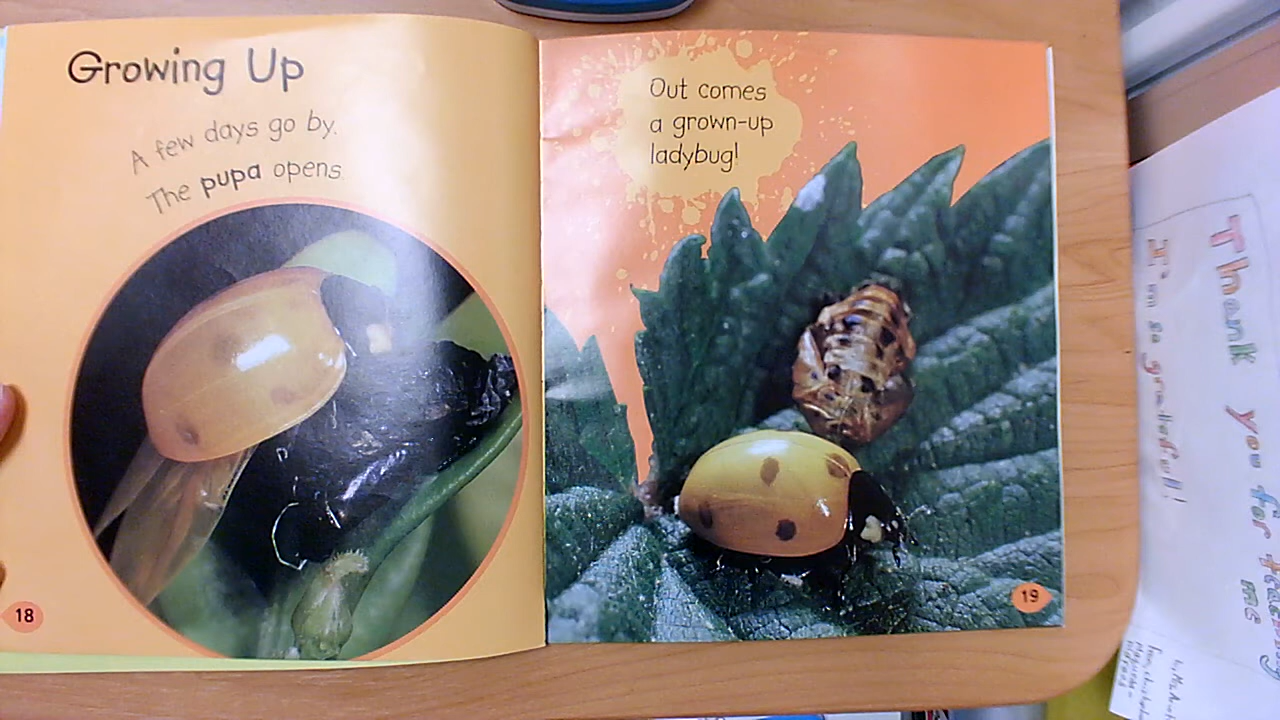 Growing Up
A few days go by.
The pupa opens.
18
Out comes
a grown-up
ladybug!
19
Thank you for
me
I'm so grateful!